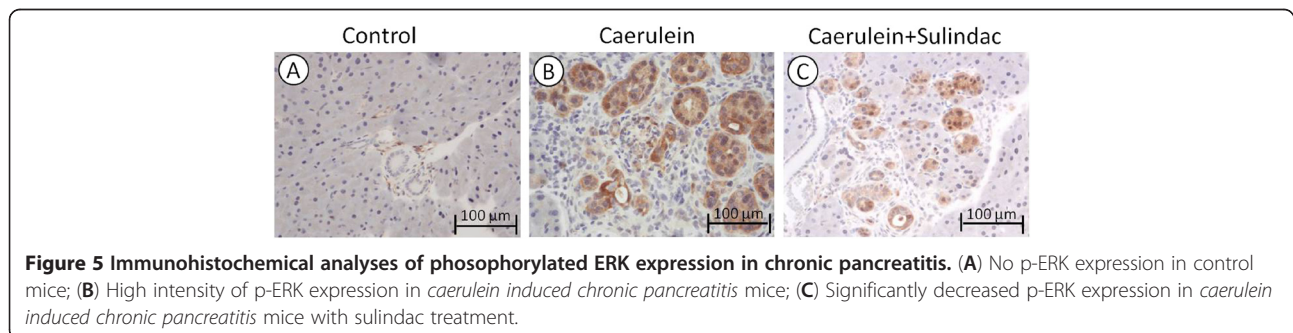 Control Caerulein Caerulein+Sulindac
A B C
100 μm 100 μm 100 μm
Figure 5 Immunohistochemical analyses of phosophorylated ERK expression in chronic pancreatitis. (A) No p-ERK expression in control
mice; (B) High intensity of p-ERK expression in caerulein induced chronic pancreatitis mice; (C) Significantly decreased p-ERK expression in caerulein
induced chronic pancreatitis mice with sulindac treatment.